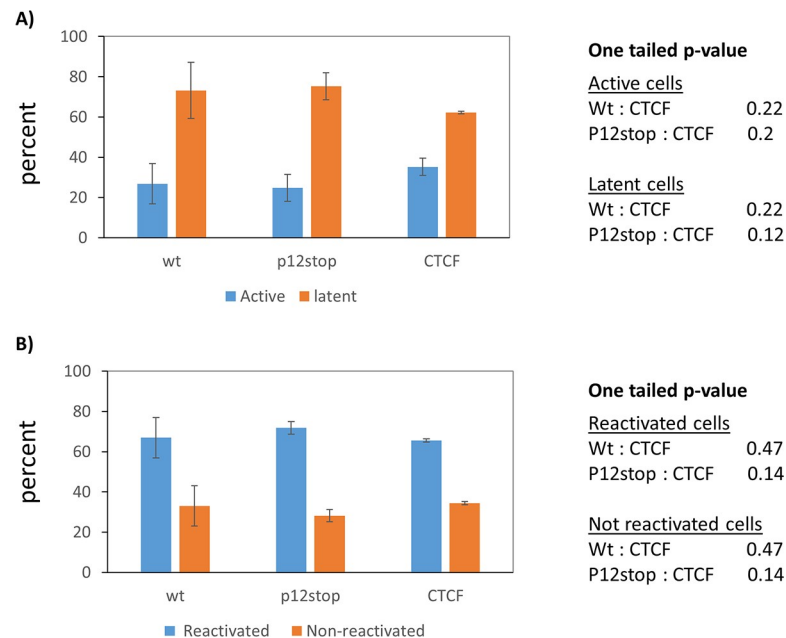 A)
percent
100
80
60
40
20
0
wt p12stop CTCF
Active latent
One tailed p-value
Active cells
Wt : CTCF 0.22
P12stop : CTCF 0.2
Latent cells
Wt : CTCF 0.22
P12stop : CTCF 0.12
B)
percent
100
80
60
40
20
0
wt p12stop CTCF
Reactivated Non-reactivated
One tailed p-value
Reactivated cells
Wt : CTCF 0.47
P12stop : CTCF 0.14
Not reactivated cells
Wt : CTCF 0.47
P12stop : CTCF 0.14